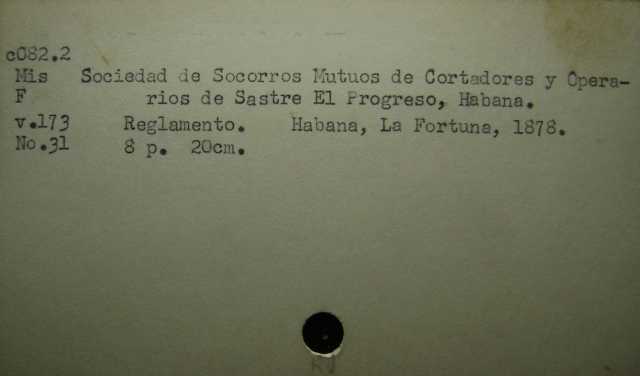 c082.2
Mis Sociedad de Socorros Mutuos de Cortadores y Opera-
F rios de Sastre El Progreso, Habana.
v.173 Reglamento. Habana, La Fortuna, 1878.
No.31 8 p. 20cm.